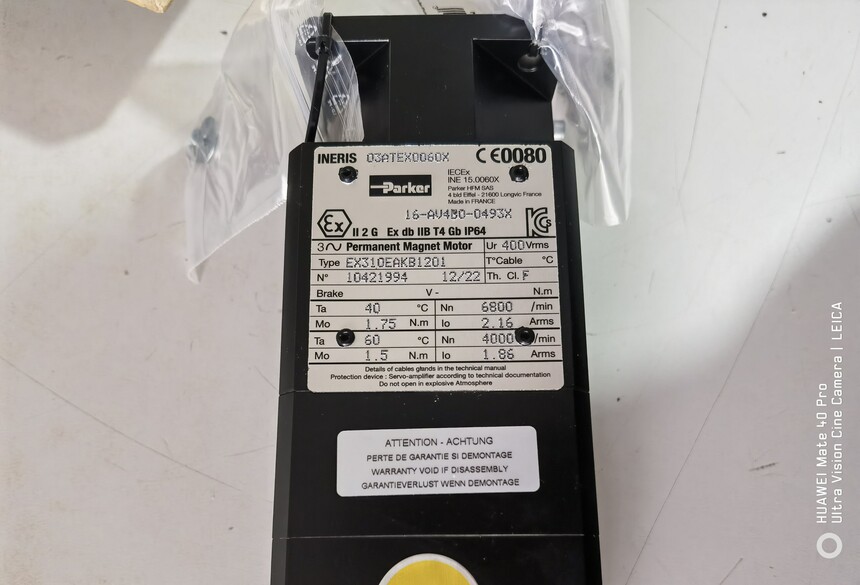 INERIS 03ATEX0060X CE0080
Parker
IECEx
INE 15.0060X
Parker HFM SAS
4 bld Eiffel - 21600 Longvic France
Made in FRANCE
16-AV4BO-0493X
Ex II 2 G Ex db IIB T4 Gb IP64
3~ Permanent Magnet Motor Ur 400Vrms
Type EX310EAKB1201 T°Cable °C
N° 10421994 12/22 Th. Cl. F
Brake V - N.m
Ta 40 °C Nn 6800 /min
Mo 1.75 N.m Io 2.16 Arms
Ta 60 °C Nn 4000 /min
Mo 1.5 N.m Io 1.86 Arms
Details of cables glands in the technical manual
Protection device : Servo-amplifier according to technical documentation
Do not open in explosive Atmosphere
ATTENTION - ACHTUNG
PERTE DE GARANTIE SI DEMONTAGE
WARRANTY VOID IF DISASSEMBLY
GARANTIEVERLUST WENN DEMONTAGE
HUAWEI Mate 40 Pro
Ultra Vision Cine Camera | LEICA